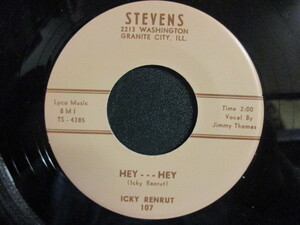 STEVENS
2213 WASHINGTON
GRANITE CITY, ILL.
Lyco Music
BMI
TS - 4385
Time 2:00
Vocal By
Jimmy Thomas
HEY - - - HEY
(Icky Renrut)
ICKY RENRUT
107